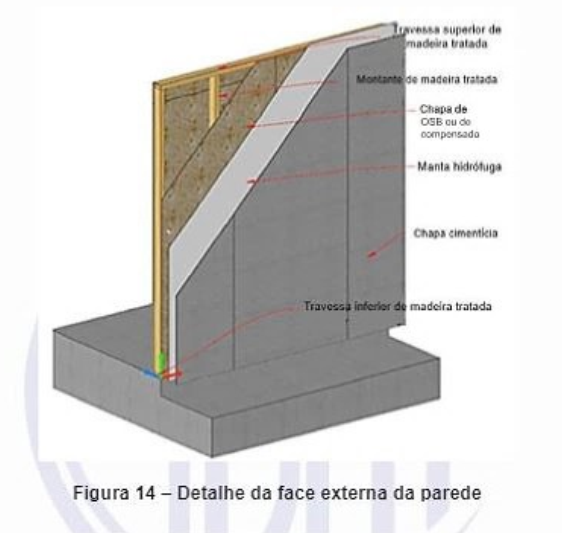 Travessa superior de
madeira tratada
Montante de madeira tratada
Chapa de
OSB ou de
compensado
Manta hidrófuga
Chapa cimentícia
Travessa inferior de madeira tratada
Figura 14 – Detalhe da face externa da parede